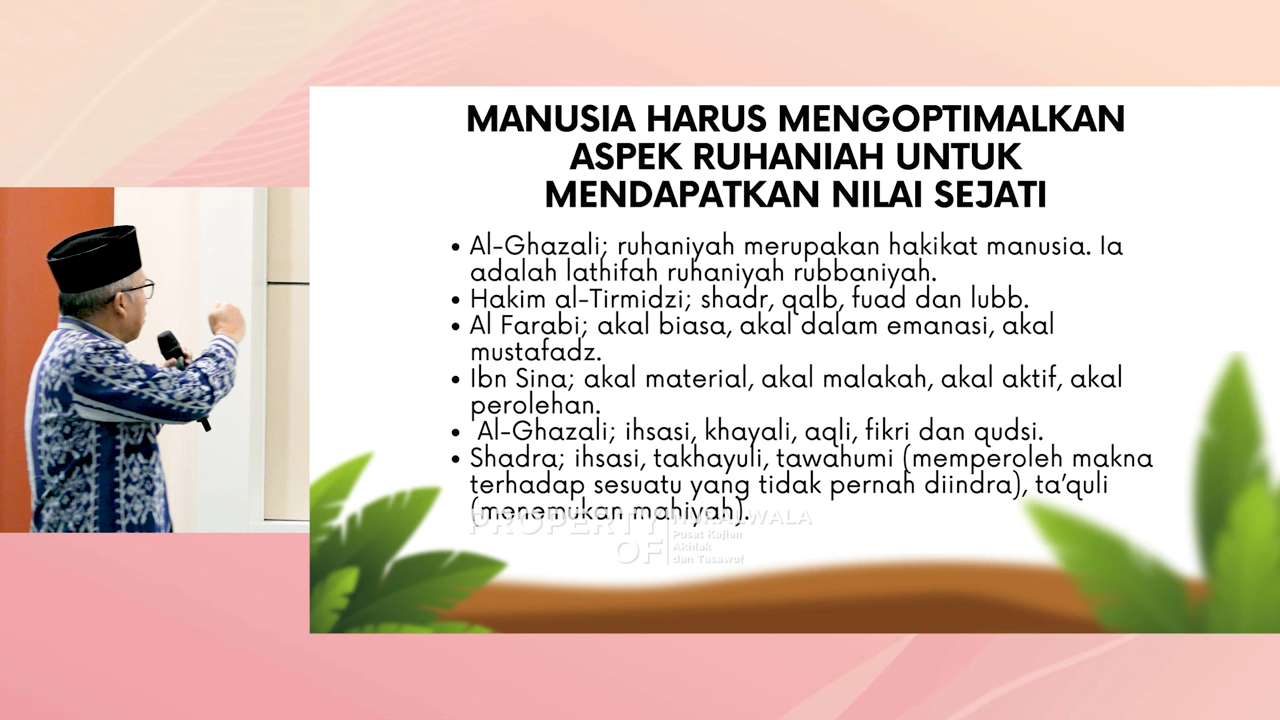 MANUSIA HARUS MENGOPTIMALKAN
ASPEK RUHANIAH UNTUK
MENDAPATKAN NILAI SEJATI
• Al-Ghazali; ruhaniyah merupakan hakikat manusia. Ia
adalah lathifah ruhaniyah rubbaniyah.
• Hakim al-Tirmidzi; shadr, qalb, fuad dan lubb.
• Al Farabi; akal biasa, akal dalam emanasi, akal
mustafadz.
• Ibn Sina; akal material, akal malakah, akal aktif, akal
perolehan.
• Al-Ghazali; ihsasi, khayali, aqli, fikri dan qudsi.
• Shadra; ihsasi, takhayuli, tawahumi (memperoleh makna
terhadap sesuatu yang tidak pernah diindra), ta'quli
(menemukan mahiyah).
PROPERTY
OF
Pusat Kajian
Akhlak
dan Tasawuf